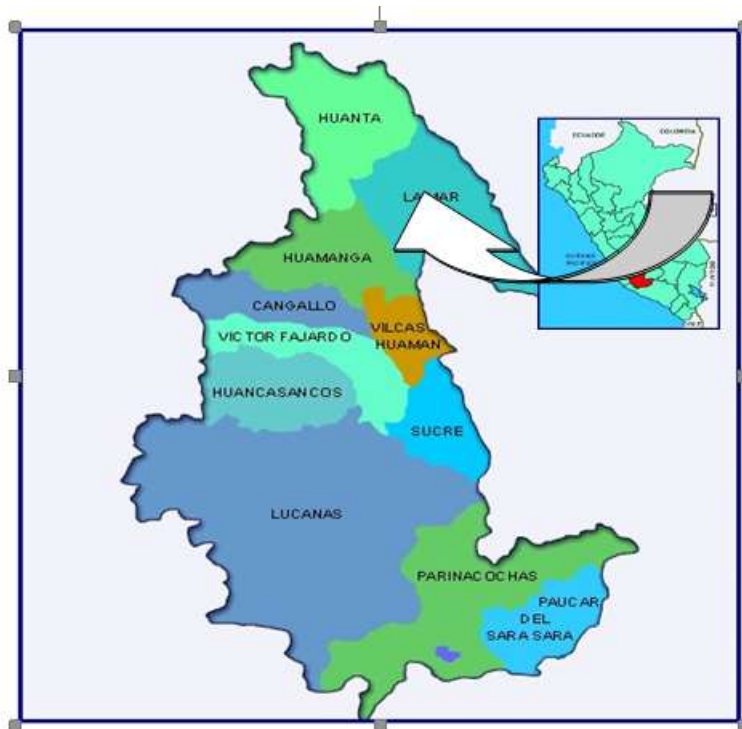 HUANTA
LA MAR
HUAMANGA
CANGALLO
VILCAS
HUAMAN
VICTOR FAJARDO
HUANCASANCOS
SUCRE
LUCANAS
PARINACOCHAS
PAUCAR
DEL
SARA SARA
ECUADOR
COLOMBIA